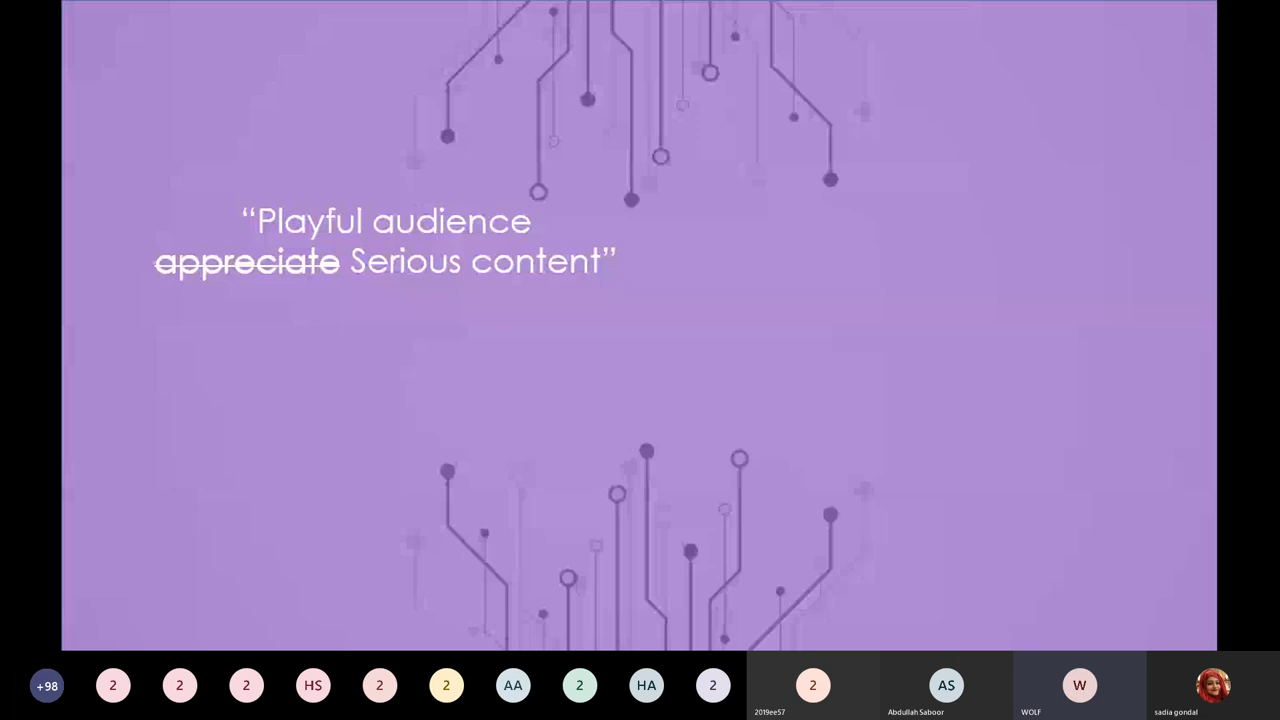 “Playful audience
appreciate Serious content”
+98
2
2
2
HS
2
2
AA
2
HA
2
2
AS
W
2019ee57
Abdullah Saboor
WOLF
sadia gondal